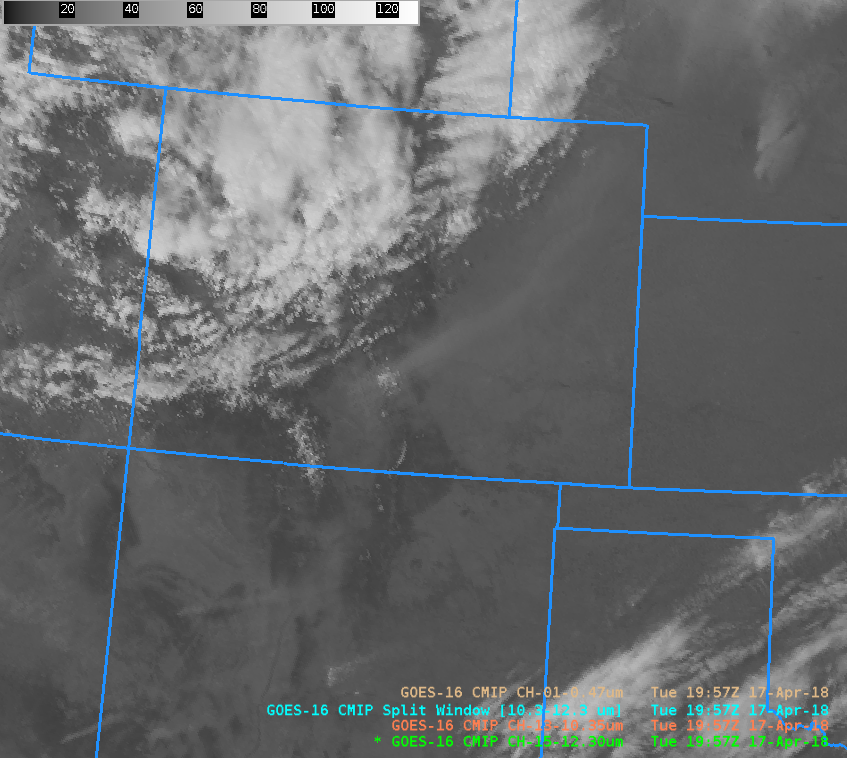 20 40 60 80 100 120
GOES-16 CMIP CH-01-0.47um Tue 19:57Z 17-Apr-18
GOES-16 CMIP Split Window [10.3-12.3 um] Tue 19:57Z 17-Apr-18
GOES-16 CMIP Tue 19:57Z 17-Apr-18
* GOES-16 CMIP CH-15-12.30um Tue 19:57Z 17-Apr-18